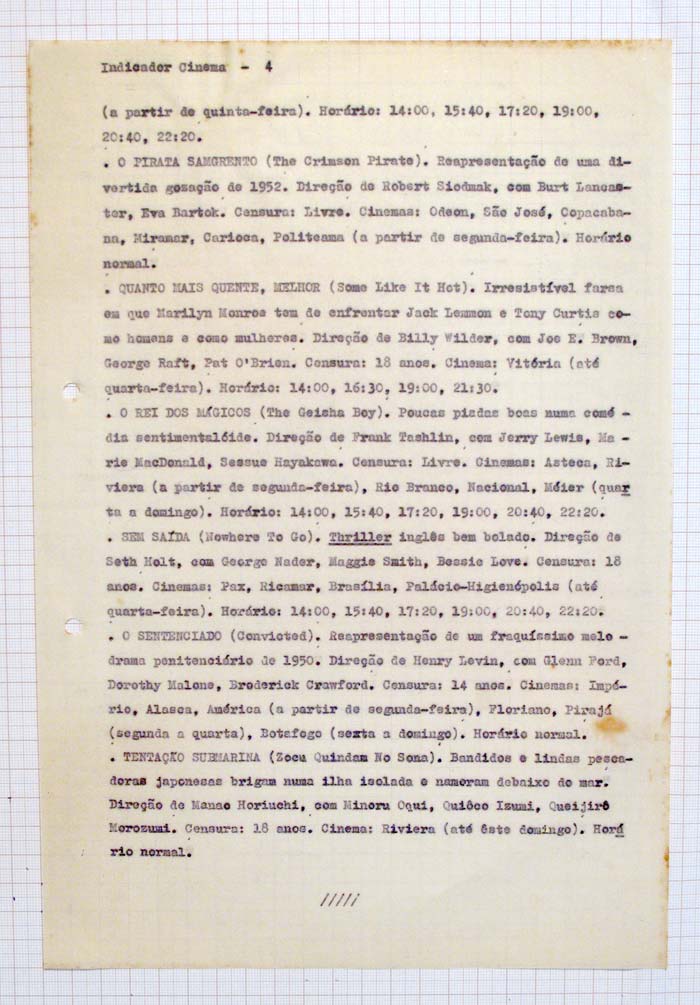 Indicador Cinema - 4
(a partir de quinta-feira). Horário: 14:00, 15:40, 17:20, 19:00,
20:40, 22:20.
. O PIRATA SAMGRENTO (The Crimson Pirate). Reapresentação de uma di-
vertida gozação de 1952. Direção de Robert Siodmak, com Burt Lancas-
ter, Eva Bartok. Censura: Livre. Cinemas: Odeon, São José, Copacaba-
na, Miramar, Carioca, Politeama (a partir de segunda-feira). Horário
normal.
. QUANTO MAIS QUENTE, MELHOR (Some Like It Hot). Irresistível farsa
em que Marilyn Monroe tem de enfrentar Jack Lemmon e Tony Curtis co-
mo homens e como mulheres. Direção de Billy Wilder, com Joe E. Brown,
George Raft, Pat O'Brien. Censura: 18 anos. Cinema: Vitória (até
quarta-feira). Horário: 14:00, 16:30, 19:00, 21:30.
. O REI DOS MÁGICOS (The Geisha Boy). Poucas piadas boas numa comé -
dia sentimentalóide. Direção de Frank Tashlin, com Jerry Lewis, Ma -
rie MacDonald, Sessue Hayakawa. Censura: Livre. Cinemas: Azteca, Ri-
viera (a partir de segunda-feira), Rio Branco, Nacional, Méier (quar
ta a domingo). Horário: 14:00, 15:40, 17:20, 19:00, 20:40, 22:20.
. SEM SAÍDA (Nowhere To Go). Thriller inglês bem bolado. Direção de
Seth Holt, com George Nader, Maggie Smith, Bessie Love. Censura: 18
anos. Cinemas: Pax, Ricamar, Brasília, Palácio-Higienópolis (até
quarta-feira). Horário: 14:00, 15:40, 17:20, 19:00, 20:40, 22:20.
. O SENTENCIADO (Convicted). Reapresentação de um fraquíssimo melo -
drama penitenciário de 1950. Direção de Henry Levin, com Glenn Ford,
Dorothy Malone, Broderick Crawford. Censura: 14 anos. Cinemas: Impé-
rio, Alasca, América (a partir de segunda-feira), Floriano, Pirajá
(segunda a quarta), Botafogo (sexta a domingo). Horário normal.
. TENTAÇÃO SUBMARINA (Zocu Quindam No Sona). Bandidos e lindas pesca-
doras japonesas brigam numa ilha isolada e namoram debaixo do mar.
Direção de Manao Horiuchi, com Minoru Oqui, Quiôco Izumi, Queijirô
Morozumi. Censura: 18 anos. Cinema: Riviera (até êste domingo). Horá
rio normal.
/////